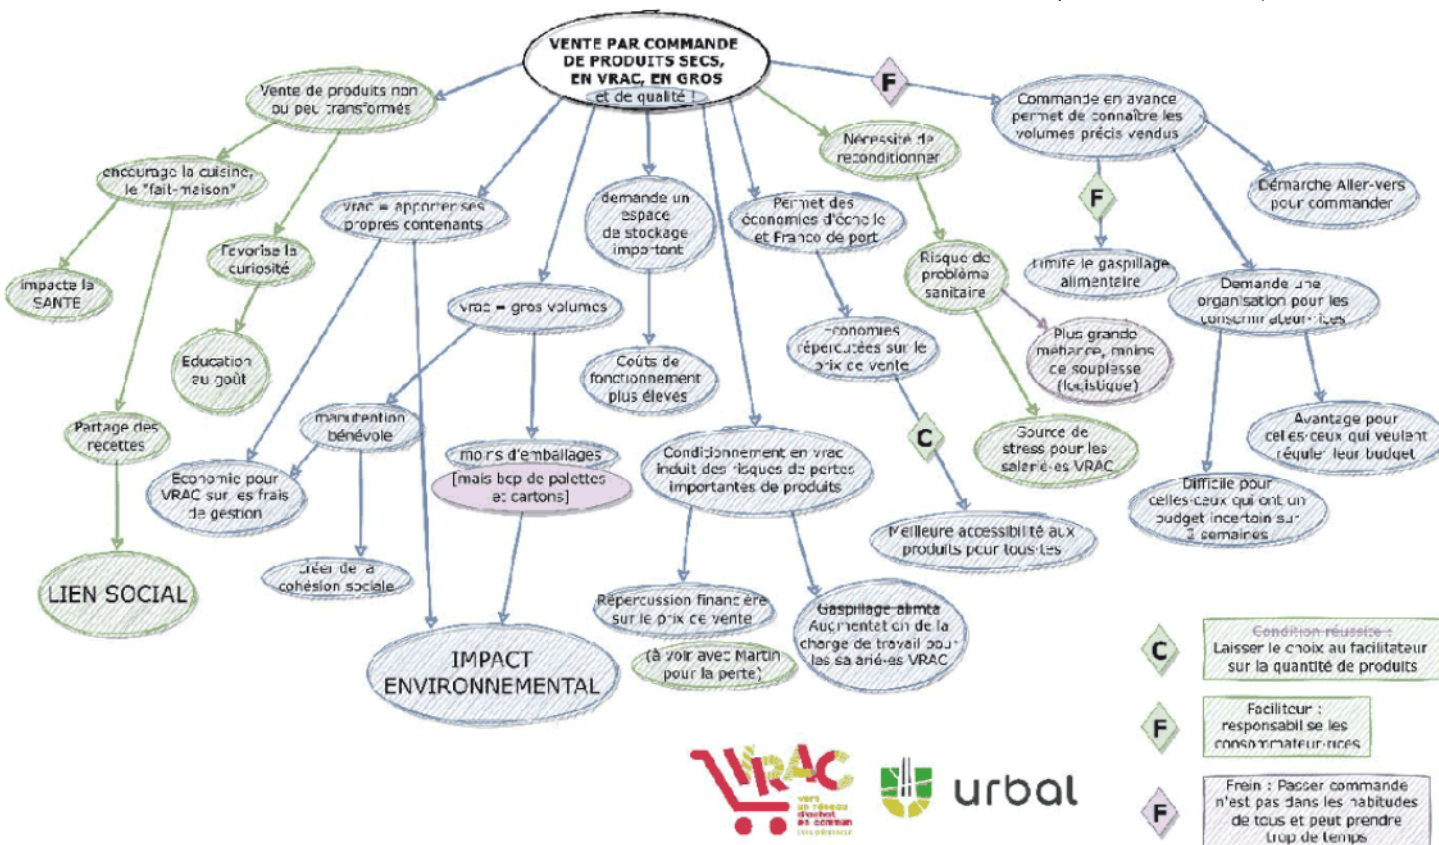 VENTE PAR COMMANDE
DE PRODUITS SECS,
EN VRAC, EN GROS
et de qualité !
Vente de produits non
ou peu transformés
F
Commande en avance
permet de connaître les
volumes précis vendus
Nécessité de
reconditionner
encourage la cuisine,
le "fait-maison"
vrac = apporter ses
propres contenants
demande un
espace
de stockage
important
Permet des
économies d'échelle
et Franco de port
F
Démarche Aller-vers
pour commander
Favorise la
curiosité
Risque de
problème
sanitaire
Limite le gaspillage
alimentaire
impacte la
SANTE
vrac = gros volumes
Demande une
organisation pour les
consommateur·rices
Economies
répercutées sur le
prix de vente
Plus grande
méfiance, moins
de souplesse
(logistique)
Education
au goût
Coûts de
fonctionnement
plus élevés
Partage des
recettes
manutention
bénévole
C
Source de
stress pour les
salarié·es VRAC
Avantage pour
celles·ceux qui veulent
réguler leur budget
moins d'emballages
[mais bcp de palettes
et cartons]
Conditionnement en vrac
induit des risques de pertes
importantes de produits
Economie pour
VRAC sur les frais
de gestion
Difficile pour
celles·ceux qui ont un
budget incertain sur
2 semaines
Meilleure accessibilité aux
produits pour tous·tes
Créer de la
cohésion sociale
LIEN SOCIAL
Répercussion financière
sur le prix de vente
Gaspillage alimta
Augmentation de la
charge de travail pour
les salarié·es VRAC
IMPACT
ENVIRONNEMENTAL
(à voir avec Martin
pour la perte)
C
Condition réussite :
Laisser le choix au facilitateur
sur la quantité de produits
F
Faciliteur :
responsabilise les
consommateur·rices
F
Frein : Passer commande
n'est pas dans les habitudes
de tous et peut prendre
trop de temps
VRAC
vers
un réseau
d'achat
en commun
urbal